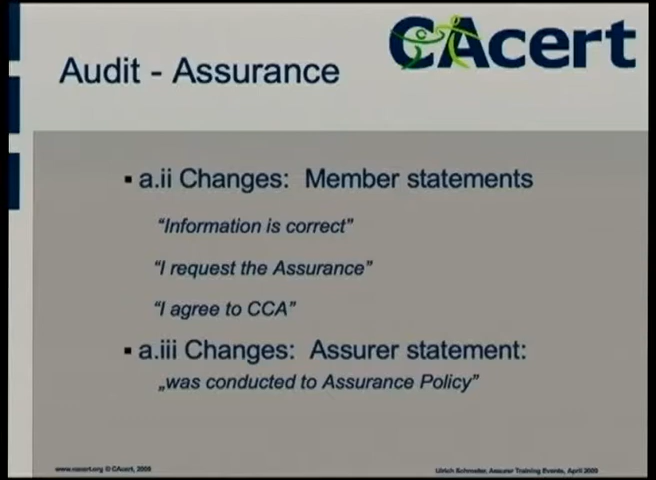 CAcert
Audit - Assurance
▪ a.ii Changes: Member statements
“Information is correct”
“I request the Assurance”
“I agree to CCA”
▪ a.iii Changes: Assurer statement:
„was conducted to Assurance Policy”
www.cacert.org © CAcert, 2008
Ulrich Schroeter, Assurer Training Events, April 2009